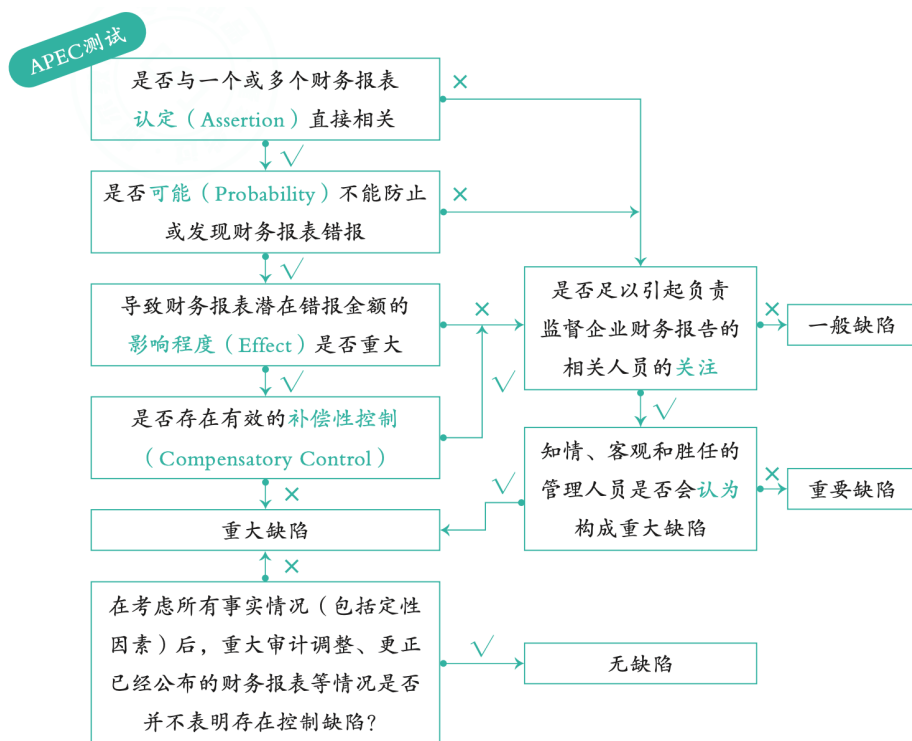 APEC测试
是否与一个或多个财务报表
认定（Assertion）直接相关
×
√
是否可能（Probability）不能防止
或发现财务报表错报
×
√
导致财务报表潜在错报金额的
影响程度（Effect）是否重大
×
√
是否存在有效的补偿性控制
（Compensatory Control）
√
×
重大缺陷
×
在考虑所有事实情况（包括定性
因素）后，重大审计调整、更正
已经公布的财务报表等情况是否
并不表明存在控制缺陷？
√
无缺陷
是否足以引起负责
监督企业财务报告的
相关人员的关注
×
一般缺陷
√
知情、客观和胜任的
管理人员是否会认为
构成重大缺陷
√
×
重要缺陷